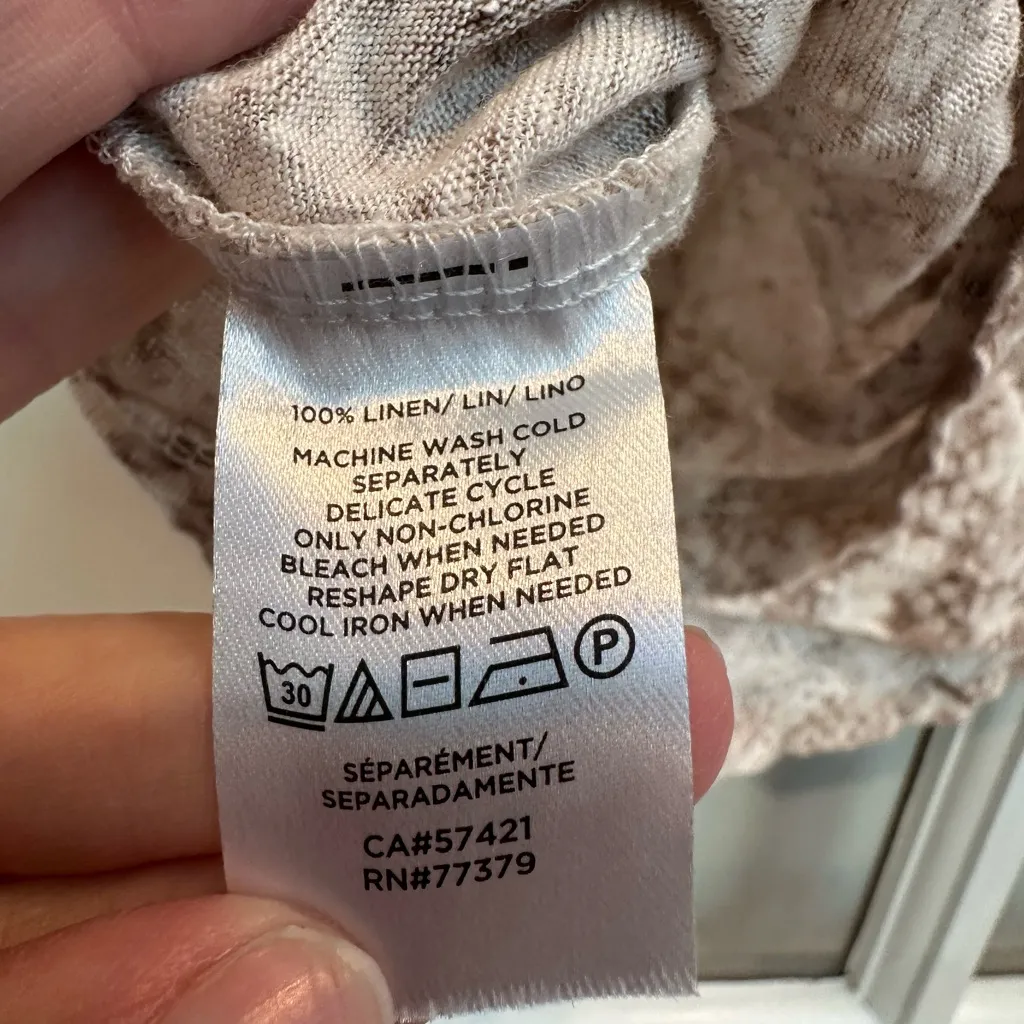 100% LINEN/ LIN/ LINO
MACHINE WASH COLD
SEPARATELY
DELICATE CYCLE
ONLY NON-CHLORINE
BLEACH WHEN NEEDED
RESHAPE DRY FLAT
COOL IRON WHEN NEEDED
30 P
SÉPARÉMENT/
SEPARADAMENTE
CA#57421
RN#77379